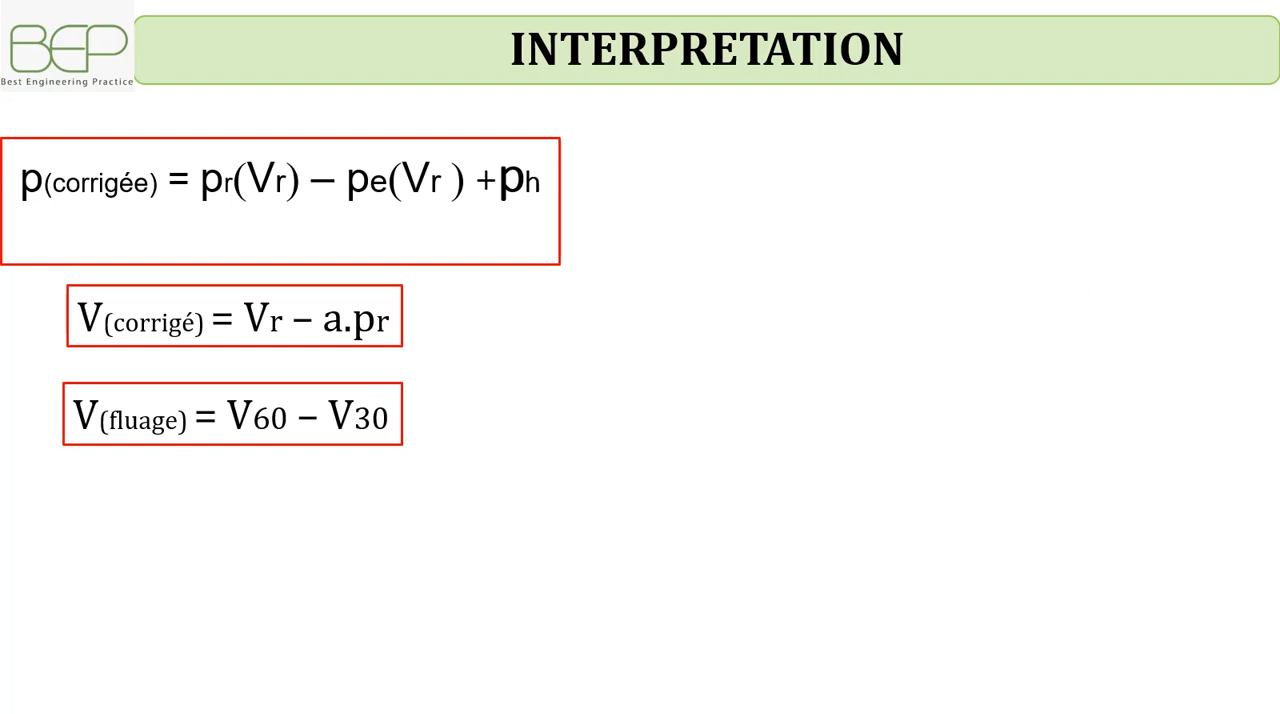 BEP
Best Engineering Practice
INTERPRETATION
p(corrigée) = pr(Vr) – pe(Vr ) +ph
V(corrigé) = Vr – a.pr
V(fluage) = V60 – V30